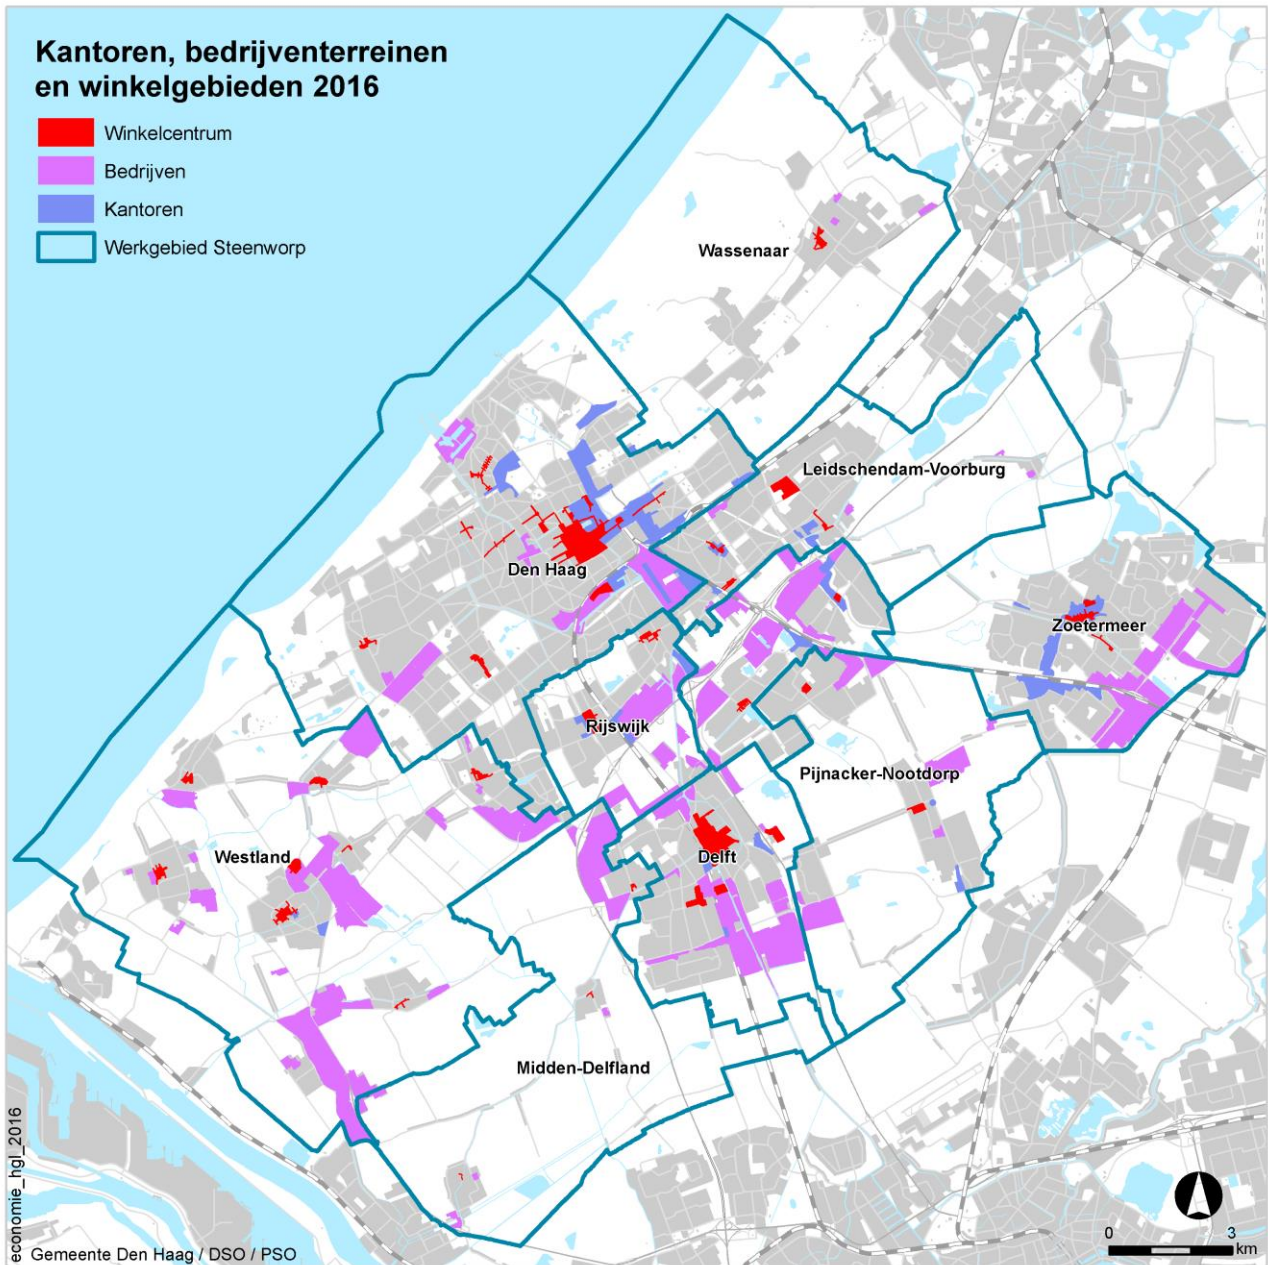 Kantoren, bedrijventerreinen
en winkelgebieden 2016
Winkelcentrum
Bedrijven
Kantoren
Werkgebied Steenworp
Wassenaar
Leidschendam-Voorburg
Den Haag
Zoetermeer
Rijswijk
Pijnacker-Nootdorp
Westland
Delft
Midden-Delfland
economie_hgl_2016
Gemeente Den Haag / DSO / PSO
0 3
km